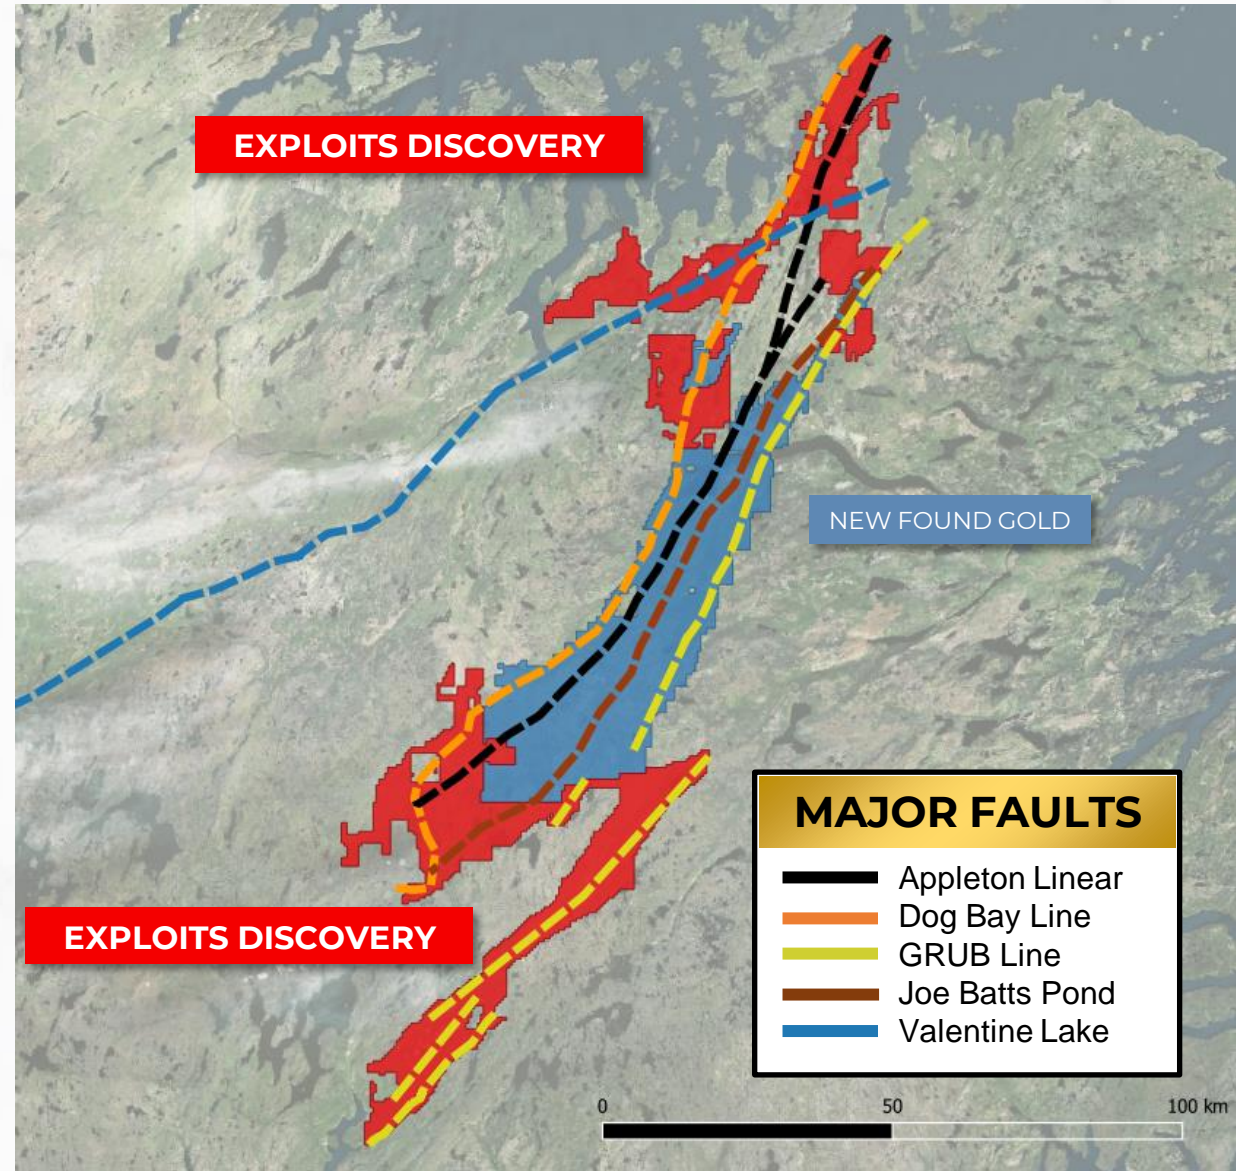 EXPLOITS DISCOVERY
NEW FOUND GOLD
EXPLOITS DISCOVERY
MAJOR FAULTS
Appleton Linear
Dog Bay Line
GRUB Line
Joe Batts Pond
Valentine Lake
0 50 100 km